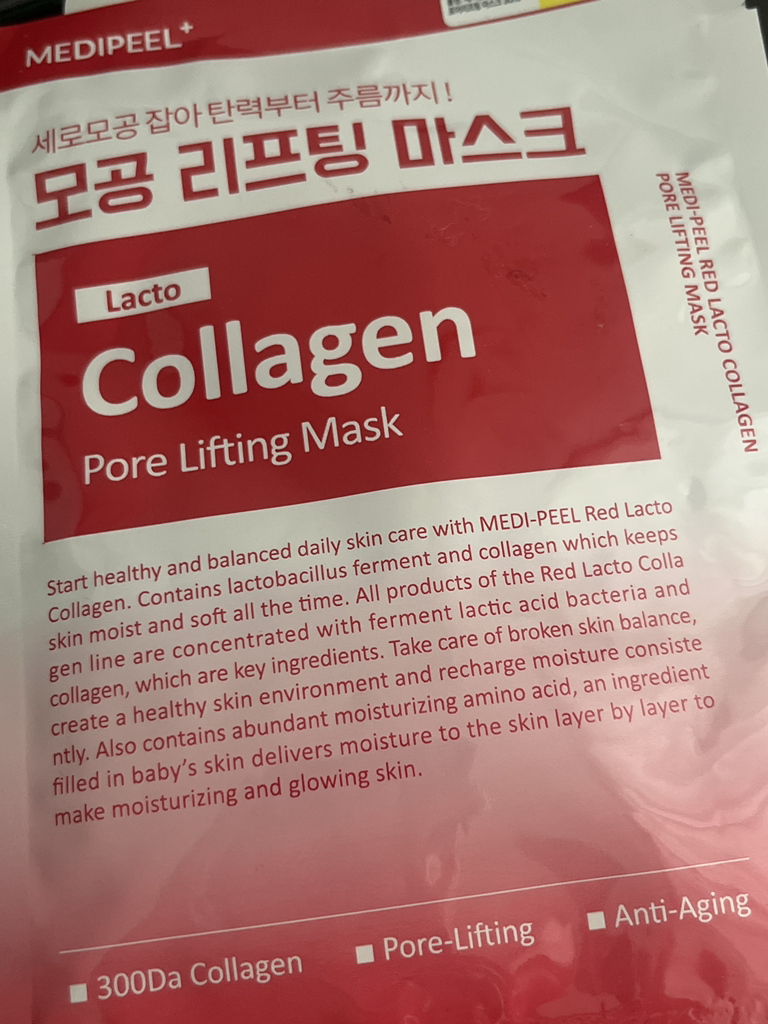 MEDIPEEL+
세로모공 잡아 탄력부터 주름까지!
모공 리프팅 마스크
Lacto
Collagen
Pore Lifting Mask
MEDI-PEEL RED LACTO COLLAGEN
PORE LIFTING MASK
Start healthy and balanced daily skin care with MEDI-PEEL Red Lacto
Collagen. Contains lactobacillus ferment and collagen which keeps
skin moist and soft all the time. All products of the Red Lacto Colla
gen line are concentrated with ferment lactic acid bacteria and
collagen, which are key ingredients. Take care of broken skin balance,
create a healthy skin environment and recharge moisture consiste
ntly. Also contains abundant moisturizing amino acid, an ingredient
filled in baby's skin delivers moisture to the skin layer by layer to
make moisturizing and glowing skin.
■ 300Da Collagen
■ Pore-Lifting
■ Anti-Aging